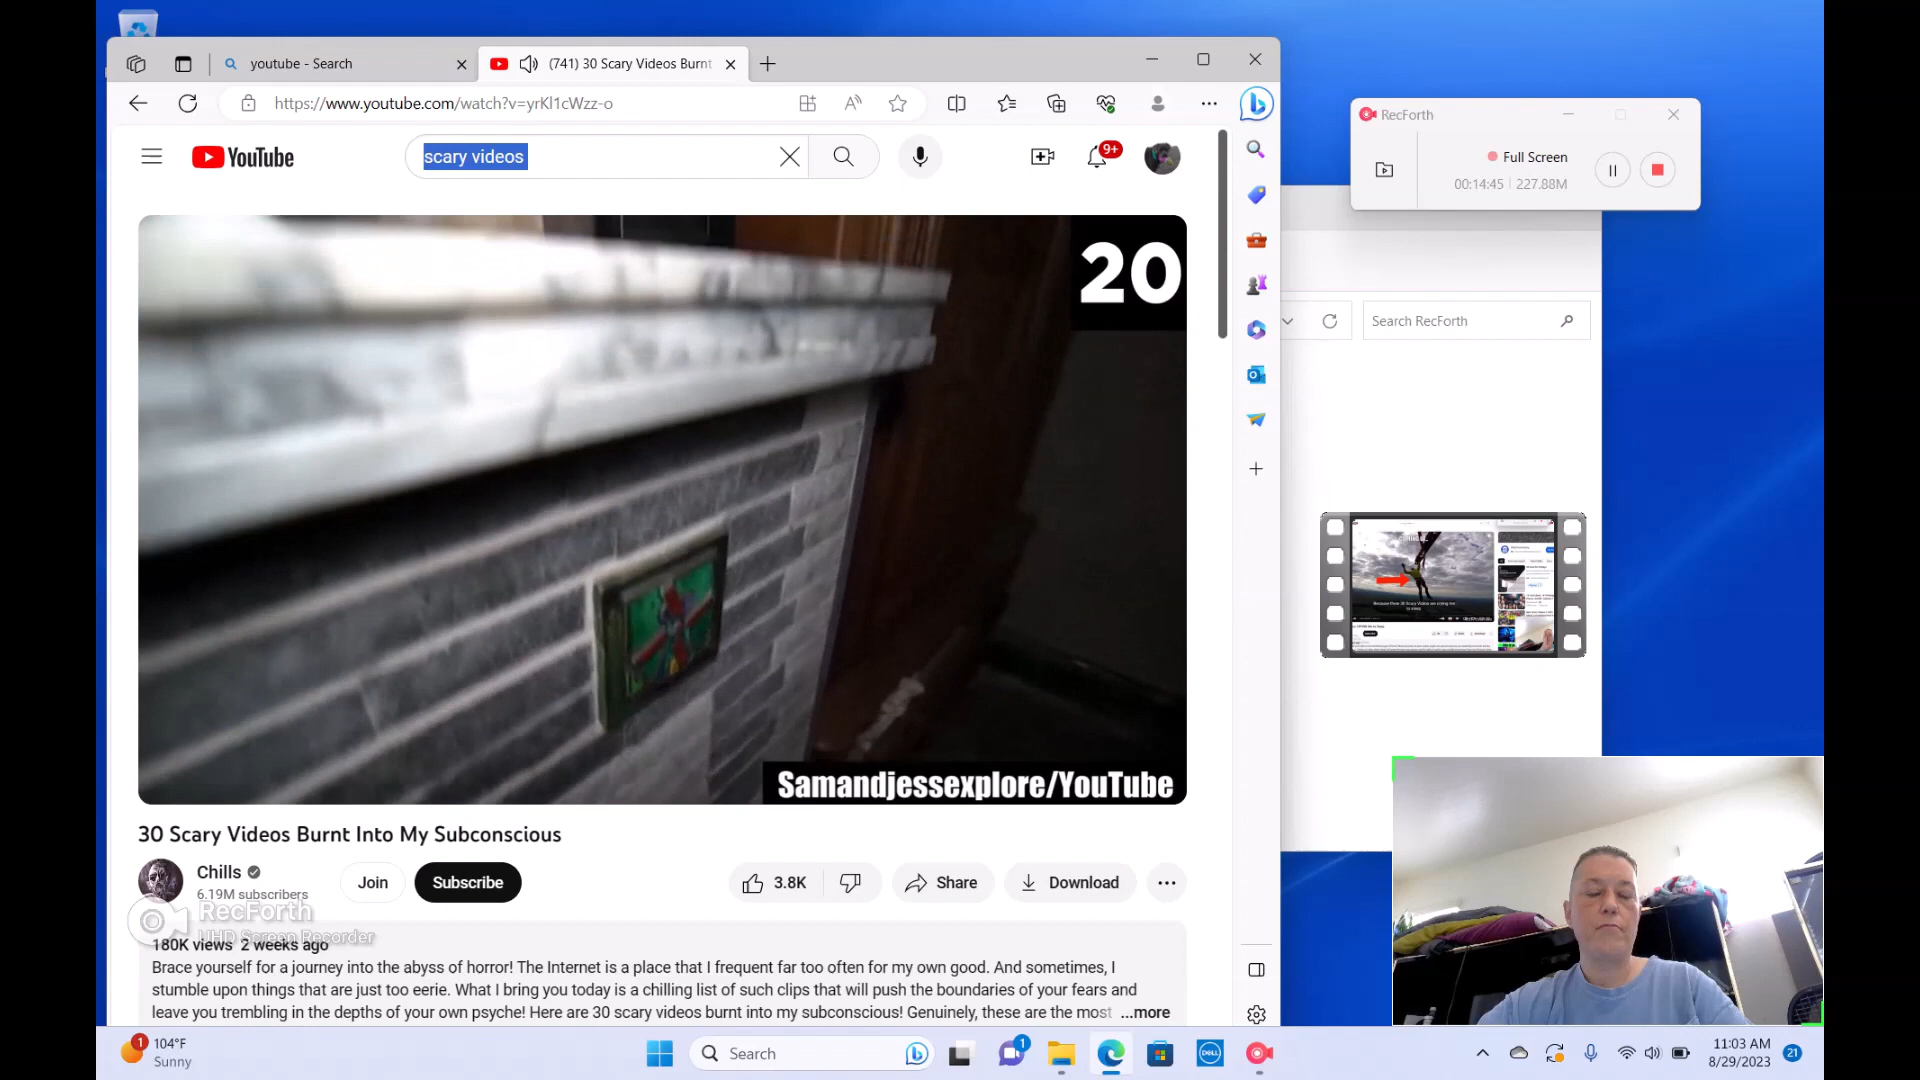 youtube - Search
(741) 30 Scary Videos Burnt
https://www.youtube.com/watch?v=yrKl1cWzz-o
YouTube
scary videos
9+
20
Samandjessexplore/YouTube
30 Scary Videos Burnt Into My Subconscious
Chills
6.19M subscribers
Join
Subscribe
3.8K
Share
Download
RecForth
UHD Screen Recorder
180K views 2 weeks ago
Brace yourself for a journey into the abyss of horror! The Internet is a place that I frequent far too often for my own good. And sometimes, I
stumble upon things that are just too eerie. What I bring you today is a chilling list of such clips that will push the boundaries of your fears and
leave you trembling in the depths of your own psyche! Here are 30 scary videos burnt into my subconscious! Genuinely, these are the most ...more
RecForth
Full Screen
00:14:45 | 227.88M
Search RecForth
1
104°F
Sunny
Search
1
DELL
11:03 AM
8/29/2023
21